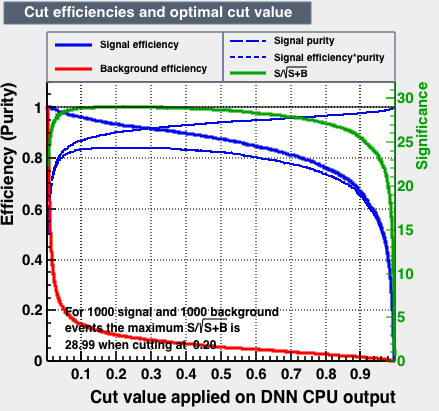 Cut efficiencies and optimal cut value
Signal efficiency
Background efficiency
Signal purity
Signal efficiency*purity
S/√S+B
Efficiency (Purity)
1
0.8
0.6
0.4
0.2
0
Significance
30
25
20
15
10
5
0
For 1000 signal and 1000 background
events the maximum S/√S+B is
28.99 when cutting at 0.20
0.1 0.2 0.3 0.4 0.5 0.6 0.7 0.8 0.9
Cut value applied on DNN CPU output